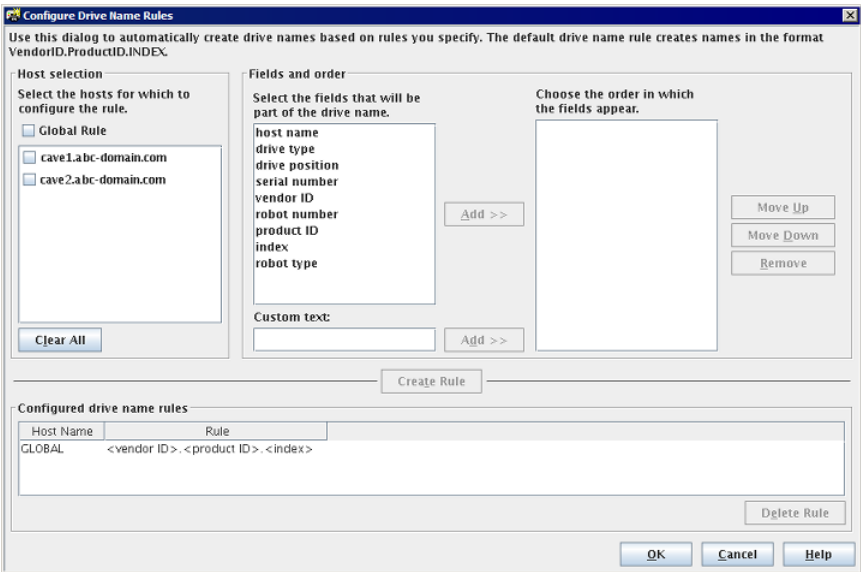 Configure Drive Name Rules
Use this dialog to automatically create drive names based on rules you specify. The default drive name rule creates names in the format
VendorID.ProductID.INDEX.
Host selection
Select the hosts for which to
configure the rule.
Global Rule
cave1.abc-domain.com
cave2.abc-domain.com
Clear All
Fields and order
Select the fields that will be
part of the drive name.
host name
drive type
drive position
serial number
vendor ID
robot number
product ID
index
robot type
Add >>
Custom text:
Add >>
Choose the order in which
the fields appear.
Move Up
Move Down
Remove
Create Rule
Configured drive name rules
Host Name Rule
GLOBAL <vendor ID>.<product ID>.<index>
Delete Rule
OK Cancel Help